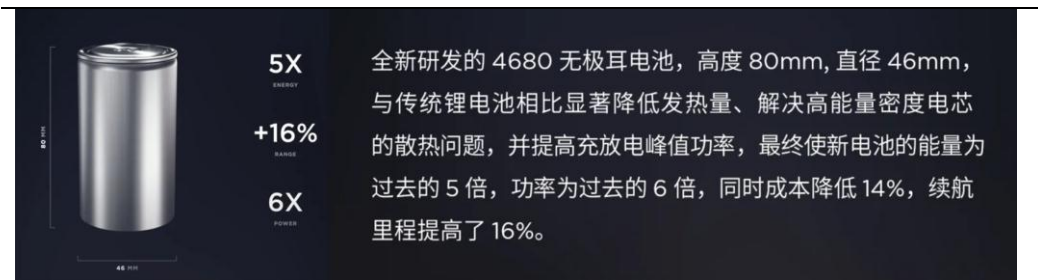 80 MM
46 MM
5X
ENERGY
+16%
RANGE
6X
POWER
全新研发的 4680 无极耳电池，高度 80mm, 直径 46mm，
与传统锂电池相比显著降低发热量、解决高能量密度电芯
的散热问题，并提高充放电峰值功率，最终使新电池的能量为
过去的 5 倍，功率为过去的 6 倍，同时成本降低 14%，续航
里程提高了 16%。